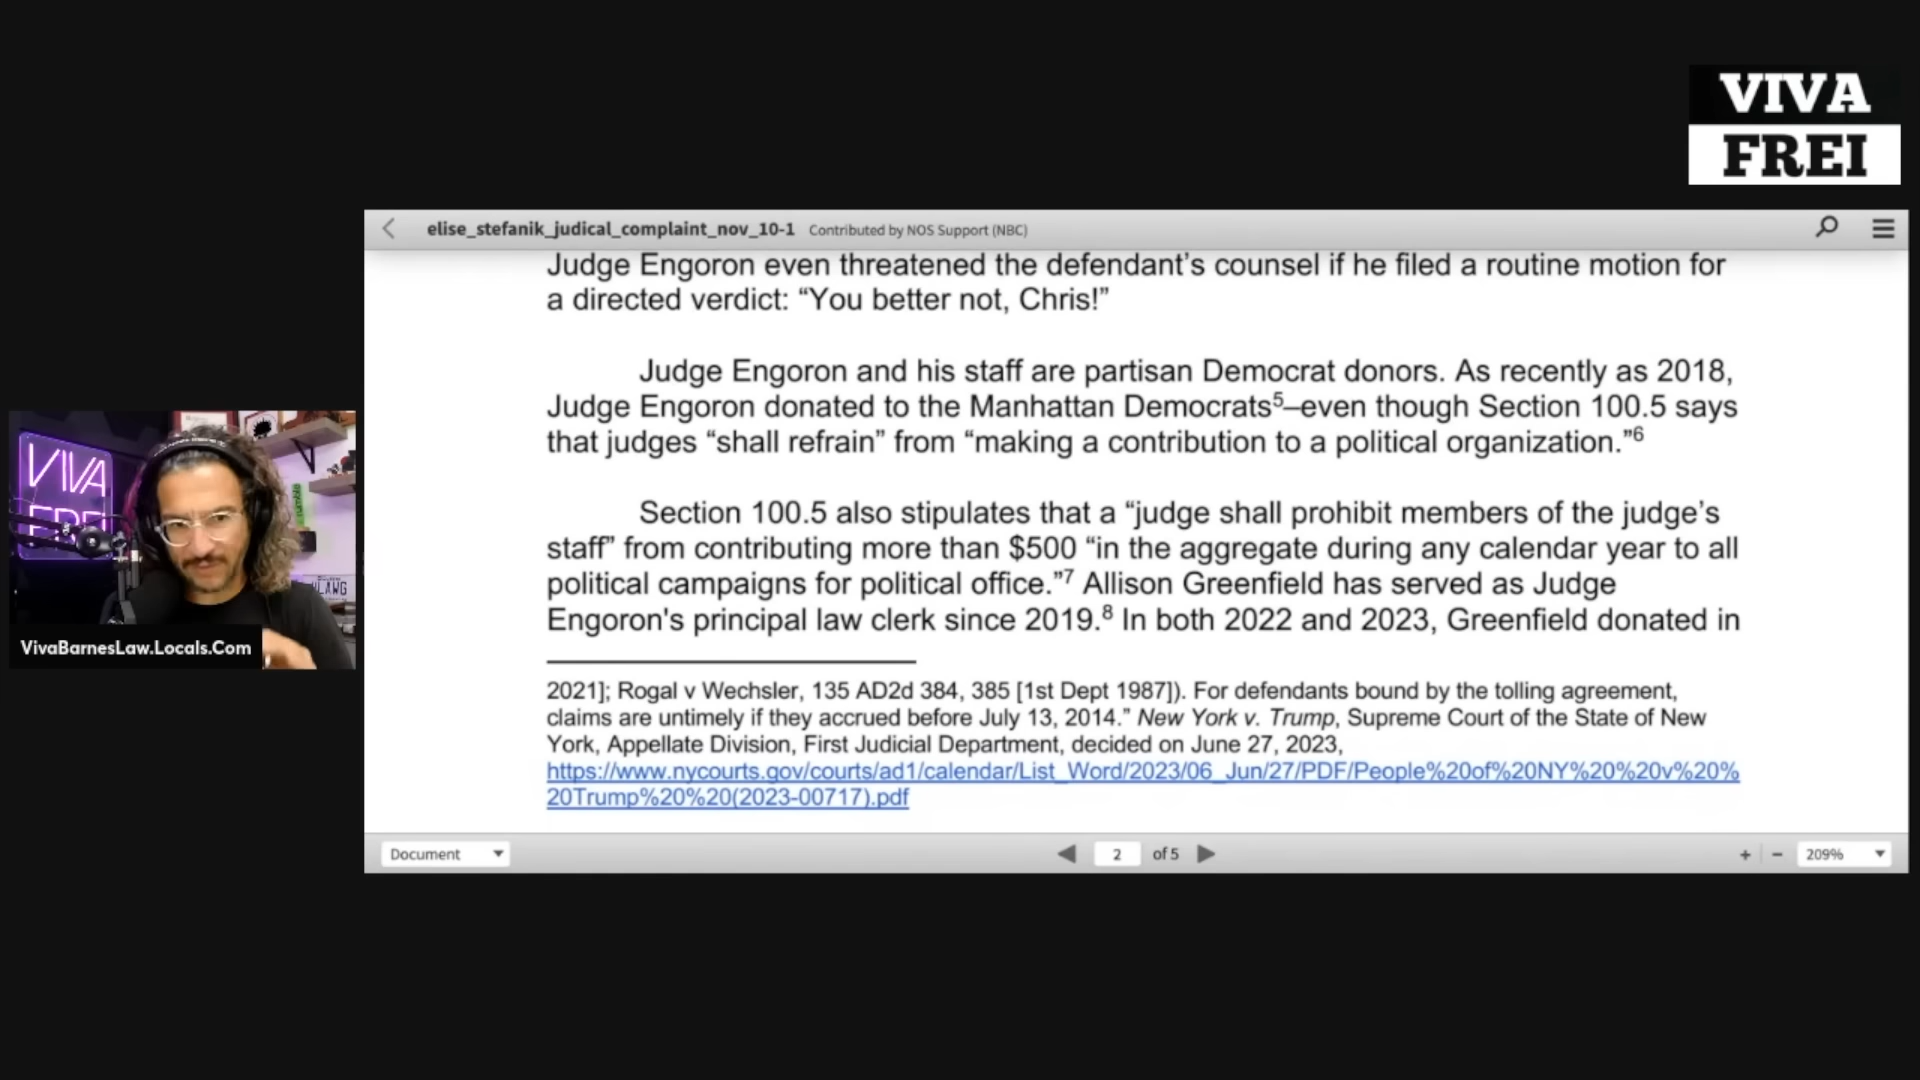 VIVA
FREI
elise_stefanik_judical_complaint_nov_10-1 Contributed by NOS Support (NBC)
Judge Engoron even threatened the defendant’s counsel if he filed a routine motion for
a directed verdict: “You better not, Chris!”
Judge Engoron and his staff are partisan Democrat donors. As recently as 2018,
Judge Engoron donated to the Manhattan Democrats⁵–even though Section 100.5 says
that judges “shall refrain” from “making a contribution to a political organization.”⁶
Section 100.5 also stipulates that a “judge shall prohibit members of the judge’s
staff” from contributing more than $500 “in the aggregate during any calendar year to all
political campaigns for political office.”⁷ Allison Greenfield has served as Judge
Engoron's principal law clerk since 2019.⁸ In both 2022 and 2023, Greenfield donated in
2021]; Rogal v Wechsler, 135 AD2d 384, 385 [1st Dept 1987]). For defendants bound by the tolling agreement,
claims are untimely if they accrued before July 13, 2014.” New York v. Trump, Supreme Court of the State of New
York, Appellate Division, First Judicial Department, decided on June 27, 2023,
https://www.nycourts.gov/courts/ad1/calendar/List_Word/2023/06_Jun/27/PDF/People%20of%20NY%20%20v%20%
20Trump%20%20(2023-00717).pdf
Document 2 of 5 + − 209%
VIVA
FREI
VivaBarnesLaw.Locals.Com